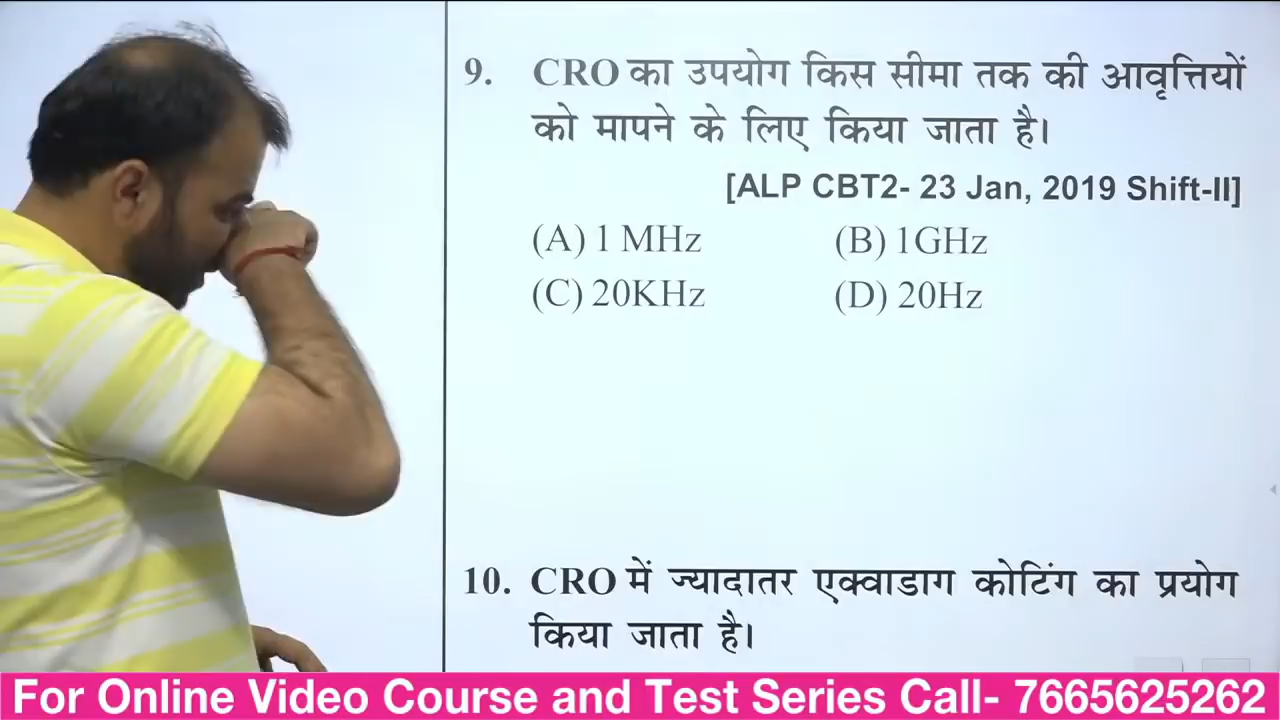 9. CRO का उपयोग किस सीमा तक की आवृत्तियों
को मापने के लिए किया जाता है।
[ALP CBT2- 23 Jan, 2019 Shift-II]
(A) 1 MHz (B) 1GHz
(C) 20KHz (D) 20Hz
10. CRO में ज्यादातर एक्वाडाग कोटिंग का प्रयोग
किया जाता है।
For Online Video Course and Test Series Call- 7665625262